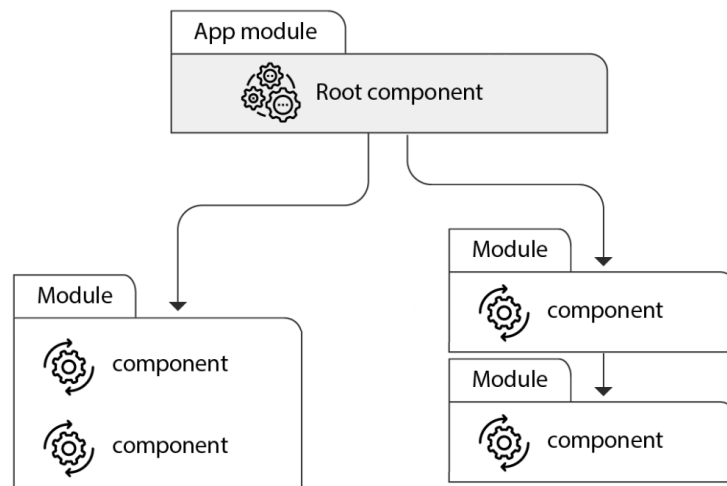 App module
Root component
Module
component
component
Module
component
Module
component